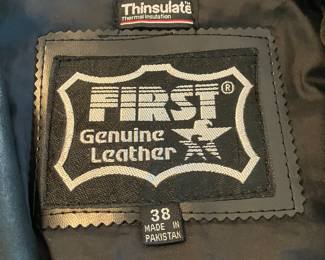 Thinsulate
Thermal Insulation
FIRST®
Genuine
Leather
38
MADE IN
PAKISTAN